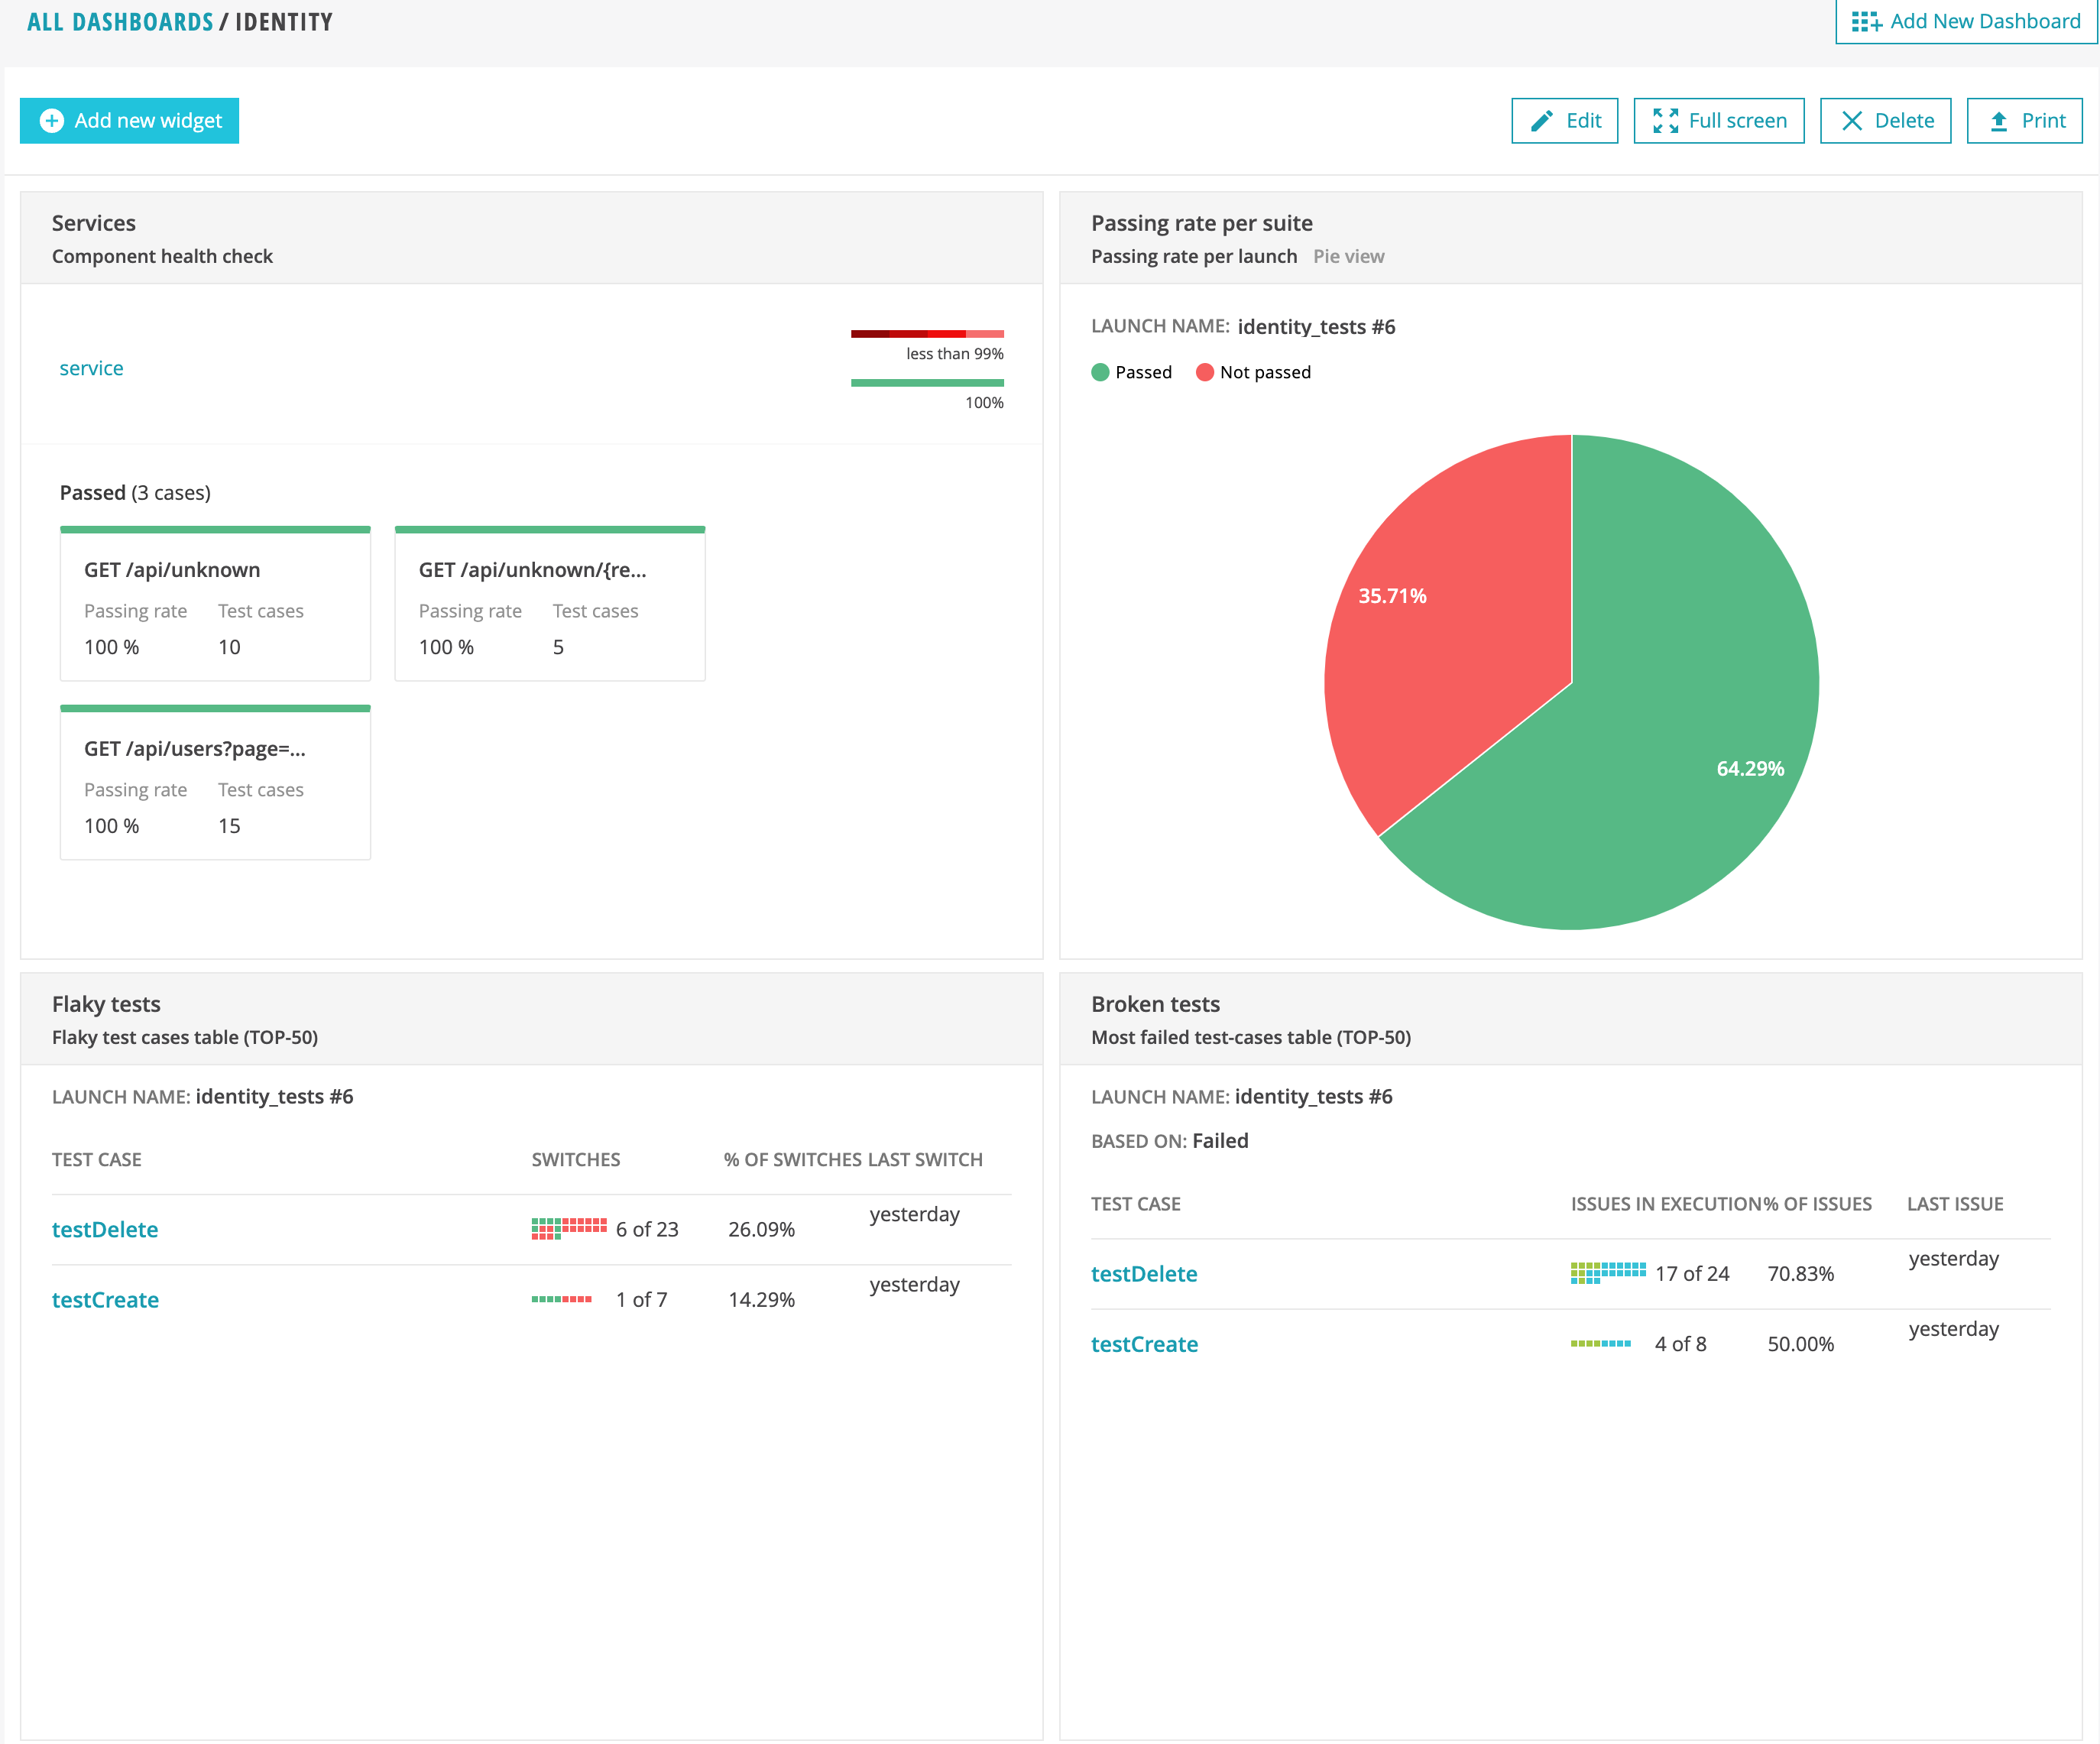 ALL DASHBOARDS / IDENTITY
Add New Dashboard
Add new widget
Edit
Full screen
Delete
Print
Services
Component health check
service
less than 99%
100%
Passed (3 cases)
GET /api/unknown
Passing rate Test cases
100 % 10
GET /api/unknown/{re...
Passing rate Test cases
100 % 5
GET /api/users?page=...
Passing rate Test cases
100 % 15
Passing rate per suite
Passing rate per launch Pie view
LAUNCH NAME: identity_tests #6
Passed Not passed
35.71%
64.29%
Flaky tests
Flaky test cases table (TOP-50)
LAUNCH NAME: identity_tests #6
TEST CASE SWITCHES % OF SWITCHES LAST SWITCH
testDelete 6 of 23 26.09% yesterday
testCreate 1 of 7 14.29% yesterday
Broken tests
Most failed test-cases table (TOP-50)
LAUNCH NAME: identity_tests #6
BASED ON: Failed
TEST CASE ISSUES IN EXECUTION % OF ISSUES LAST ISSUE
testDelete 17 of 24 70.83% yesterday
testCreate 4 of 8 50.00% yesterday